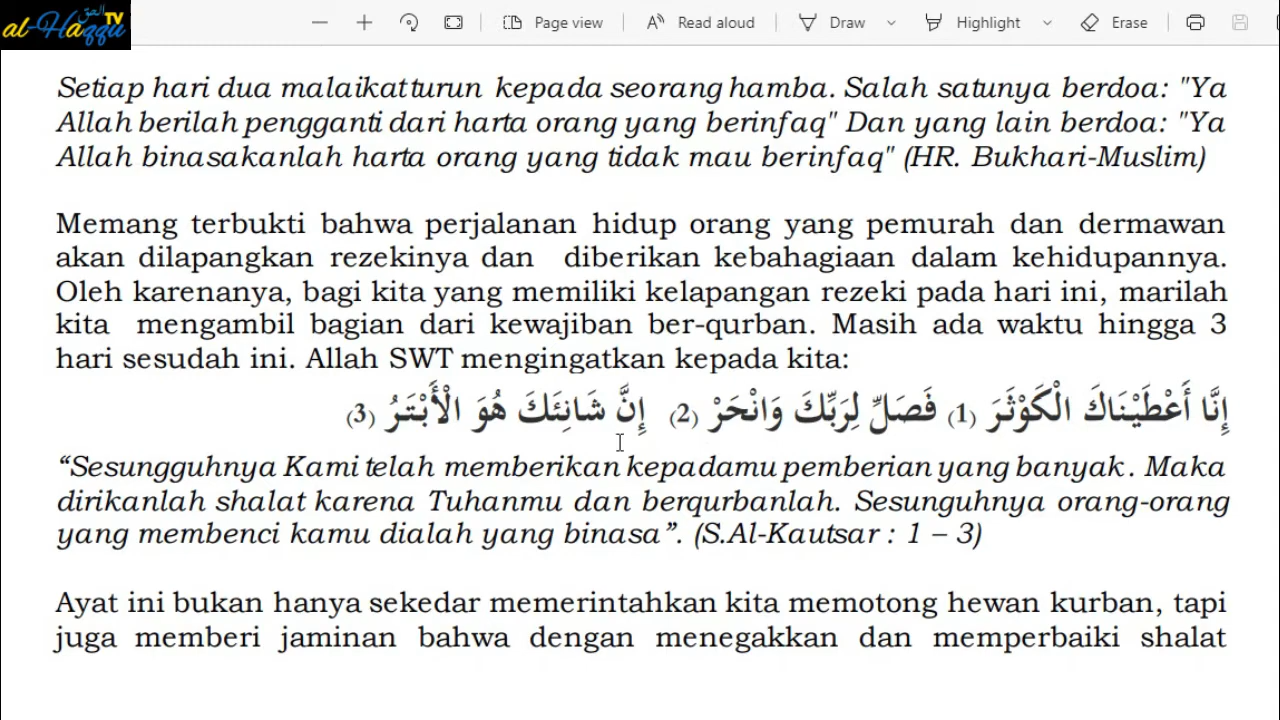 الحق TV
al-Haqqu
Page view
Read aloud
Draw
Highlight
Erase
Setiap hari dua malaikat turun kepada seorang hamba. Salah satunya berdoa: "Ya
Allah berilah pengganti dari harta orang yang berinfaq" Dan yang lain berdoa: "Ya
Allah binasakanlah harta orang yang tidak mau berinfaq" (HR. Bukhari-Muslim)
Memang terbukti bahwa perjalanan hidup orang yang pemurah dan dermawan
akan dilapangkan rezekinya dan diberikan kebahagiaan dalam kehidupannya.
Oleh karenanya, bagi kita yang memiliki kelapangan rezeki pada hari ini, marilah
kita mengambil bagian dari kewajiban ber-qurban. Masih ada waktu hingga 3
hari sesudah ini. Allah SWT mengingatkan kepada kita:
إِنَّا أَعْطَيْنَاكَ الْكَوْثَرَ (1) فَصَلِّ لِرَبِّكَ وَانْحَرْ (2) إِنَّ شَانِئَكَ هُوَ الْأَبْتَرُ (3)
“Sesungguhnya Kami telah memberikan kepadamu pemberian yang banyak. Maka
dirikanlah shalat karena Tuhanmu dan berqurbanlah. Sesunguhnya orang-orang
yang membenci kamu dialah yang binasa”. (S.Al-Kautsar : 1 – 3)
Ayat ini bukan hanya sekedar memerintahkan kita memotong hewan kurban, tapi
juga memberi jaminan bahwa dengan menegakkan dan memperbaiki shalat